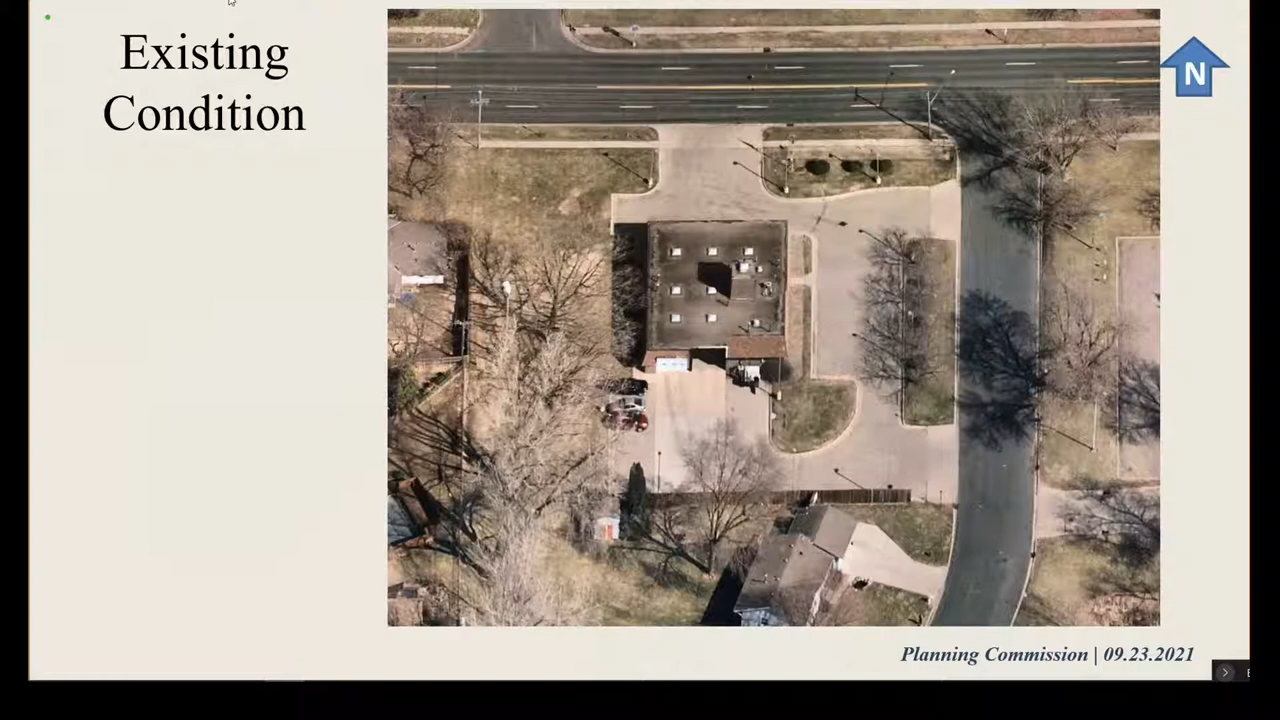 Existing
Condition
N
Planning Commission | 09.23.2021